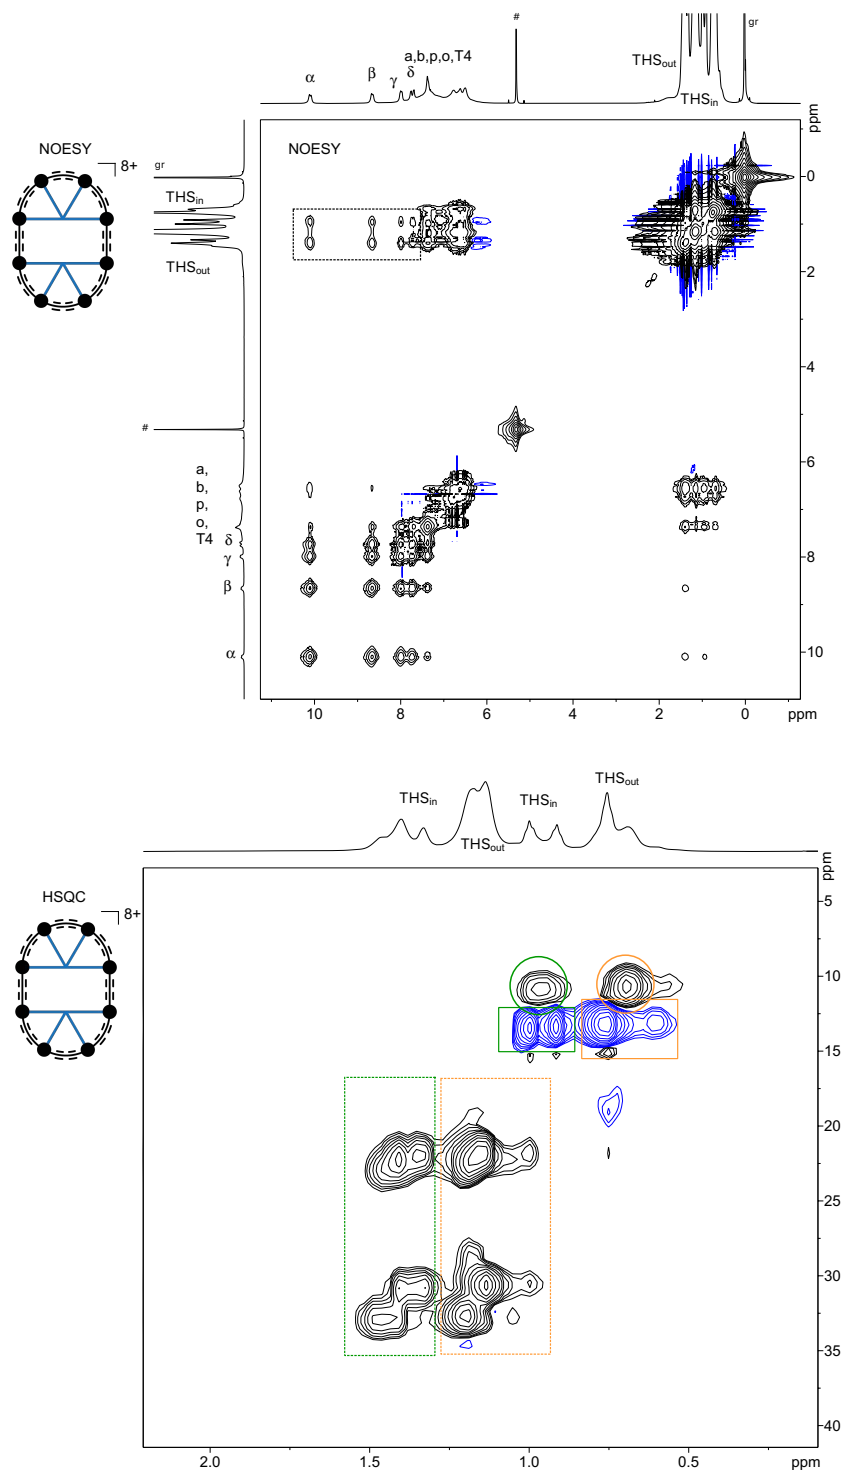 #
gr
a,b,p,o,T4
THSout
α
β
γ
δ
THSin
ppm
NOESY
8+
gr
NOESY
0
THSin
2
THSout
4
#
6
a,
b,
p,
o,
T4
δ
8
γ
β
α
10
10
8
6
4
2
0
ppm
THSout
THSin
THSin
THSout
ppm
HSQC
8+
5
10
15
20
25
30
35
40
2.0
1.5
1.0
0.5
ppm